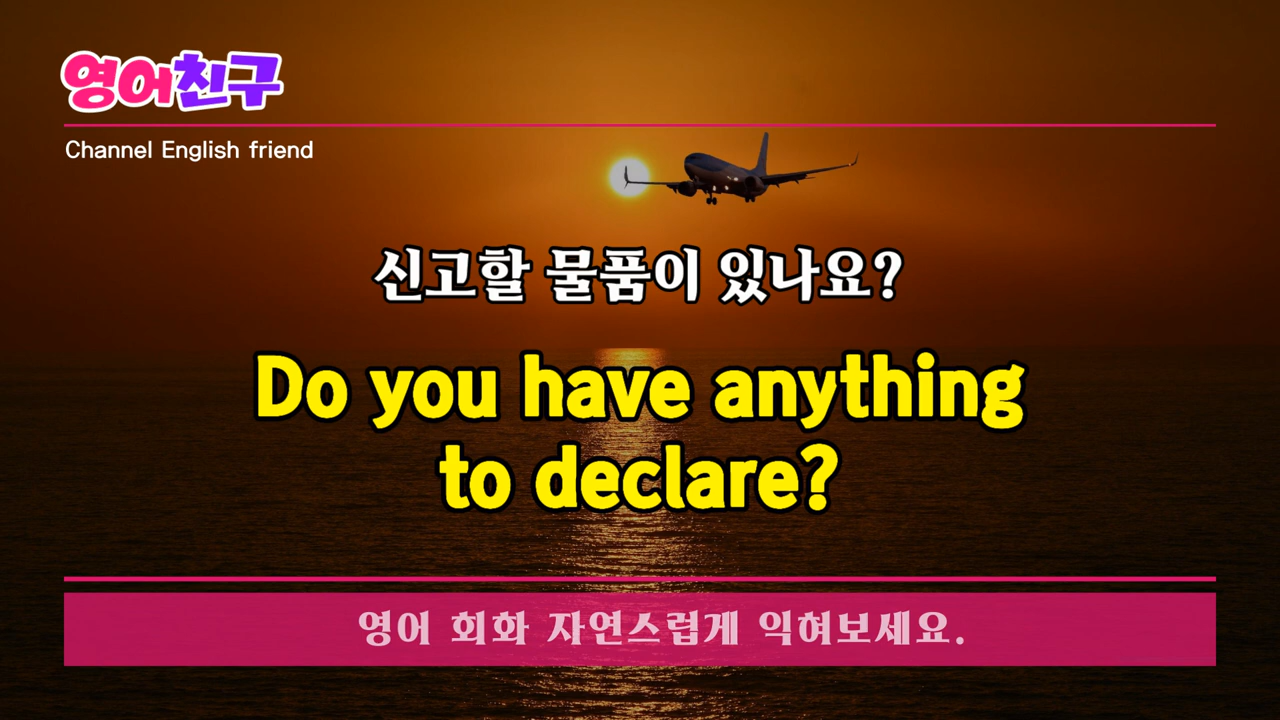 영어친구
Channel English friend
신고할 물품이 있나요?
Do you have anything
to declare?
영어 회화 자연스럽게 익혀보세요.